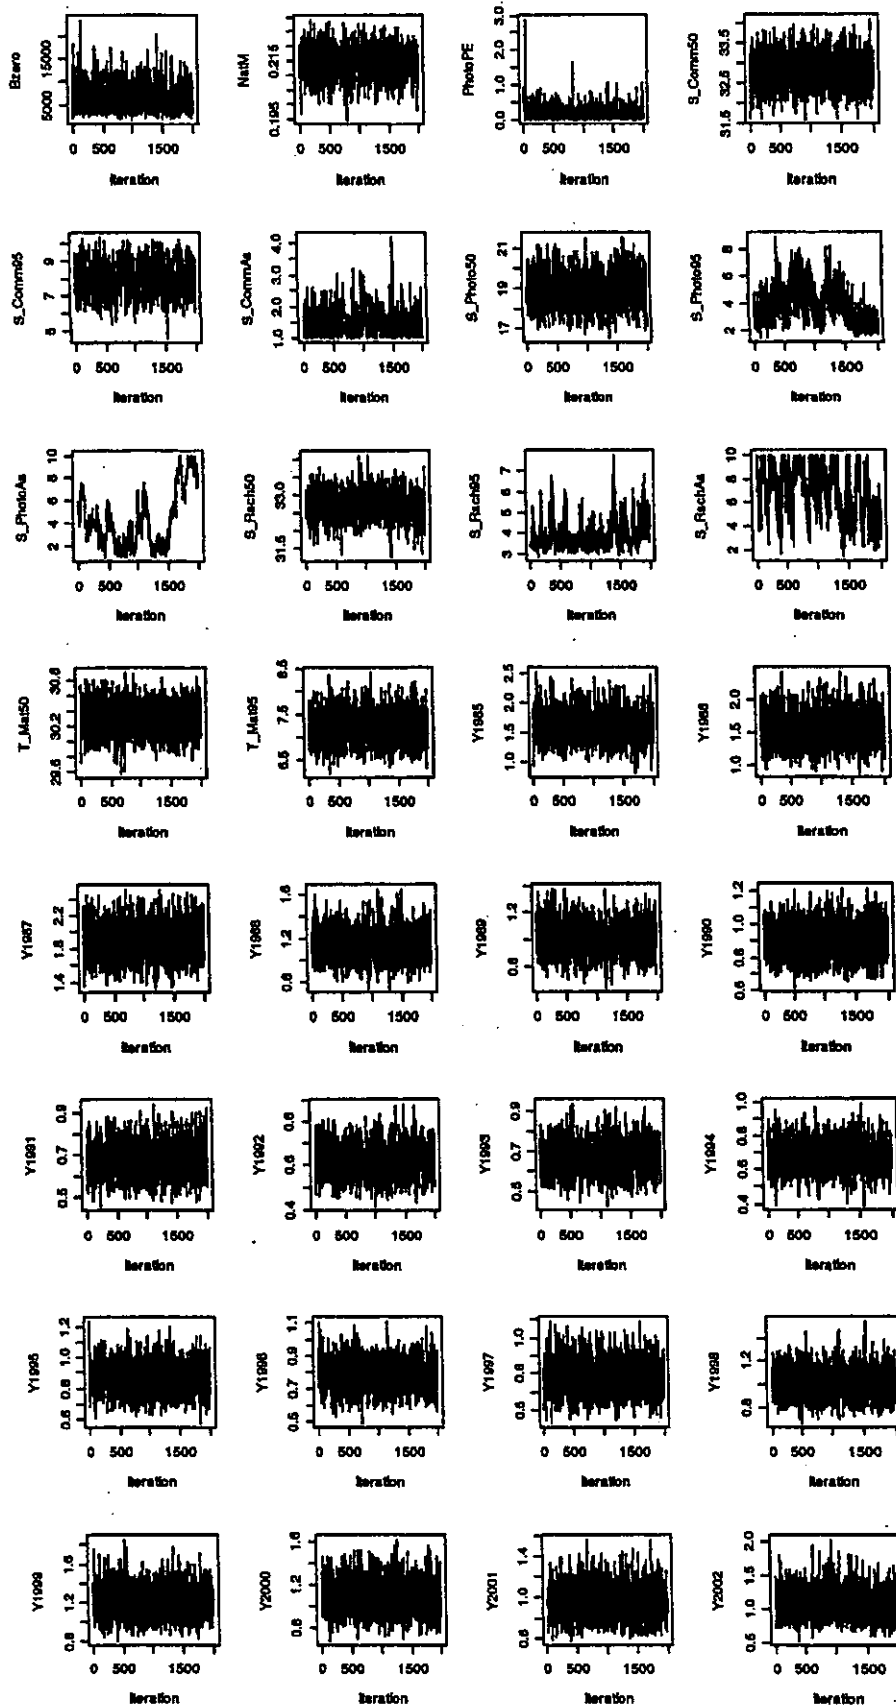 Bzero
5000 15000
0 500 1500
Iteration
NatM
0.195 0.215
0 500 1500
Iteration
PhotoPE
0.0 1.0 2.0 3.0
0 500 1500
Iteration
S_Comm50
31.5 32.5 33.5
0 500 1500
Iteration
S_Comm95
5 7 9
0 500 1500
Iteration
S_CommAs
1.0 2.0 3.0 4.0
0 500 1500
Iteration
S_Photo50
17 19 21
0 500 1500
Iteration
S_Photo95
2 4 6 8
0 500 1500
Iteration
S_PhotoAs
2 4 6 8 10
0 500 1500
Iteration
S_Rsch50
31.5 33.0
0 500 1500
Iteration
S_Rsch95
3 4 5 6 7
0 500 1500
Iteration
S_RschAs
2 4 6 8 10
0 500 1500
Iteration
T_Mat50
30.2
0 500 1500
Iteration
T_Mat95
6.5 7.5 8.5
0 500 1500
Iteration
Y1985
1.0 1.5 2.0 2.5
0 500 1500
Iteration
Y1986
1.0 1.5 2.0
0 500 1500
Iteration
Y1987
1.4 1.8 2.2
0 500 1500
Iteration
Y1988
0.8 1.2 1.6
0 500 1500
Iteration
Y1989
0.8 1.2
0 500 1500
Iteration
Y1990
0.6 0.8 1.0 1.2
0 500 1500
Iteration
Y1991
0.5 0.7 0.9
0 500 1500
Iteration
Y1992
0.4 0.6 0.8
0 500 1500
Iteration
Y1993
0.5 0.7 0.9
0 500 1500
Iteration
Y1994
0.4 0.6 0.8 1.0
0 500 1500
Iteration
Y1995
0.6 0.8 1.0 1.2
0 500 1500
Iteration
Y1996
0.5 0.7 0.9 1.1
0 500 1500
Iteration
Y1997
0.6 0.8 1.0
0 500 1500
Iteration
Y1998
0.8 1.2
0 500 1500
Iteration
Y1999
0.8 1.2 1.6
0 500 1500
Iteration
Y2000
0.8 1.2 1.6
0 500 1500
Iteration
Y2001
0.6 1.0 1.4
0 500 1500
Iteration
Y2002
0.5 1.0 1.5 2.0
0 500 1500
Iteration